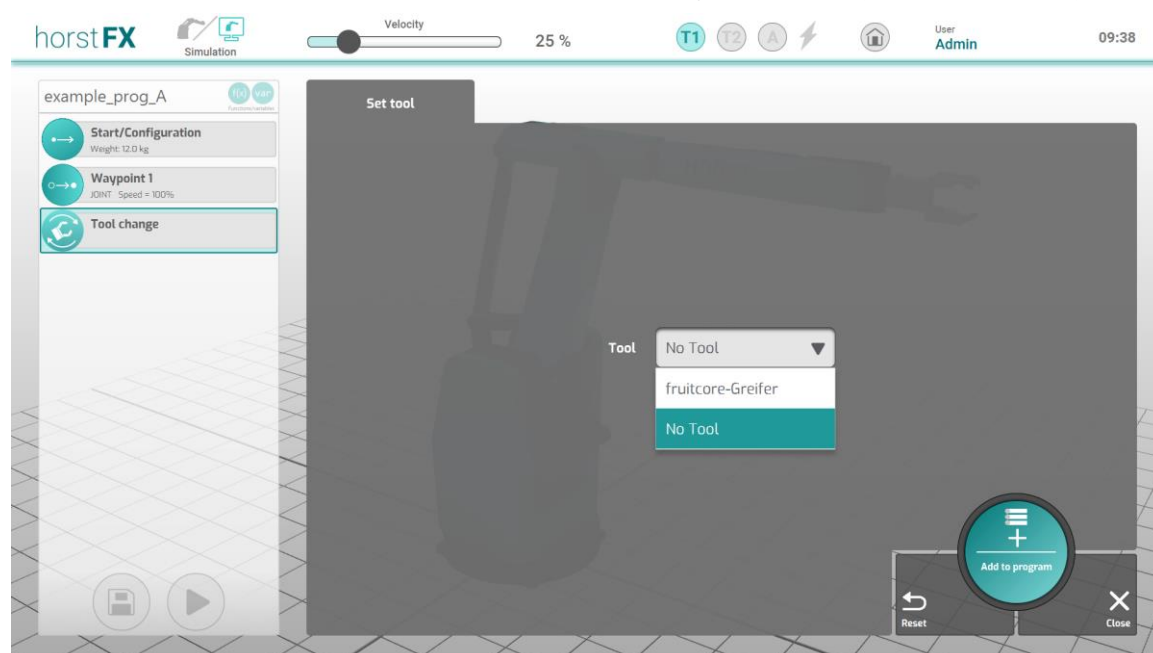 horstFX
Simulation
Velocity
25 %
T1
T2
A
User
Admin
09:38
example_prog_A
f(x)
var
Functions/variables
Start/Configuration
Weight: 12.0 kg
Waypoint 1
JOINT Speed = 100%
Tool change
Set tool
Tool
No Tool
fruitcore-Greifer
No Tool
Add to program
Reset
Close